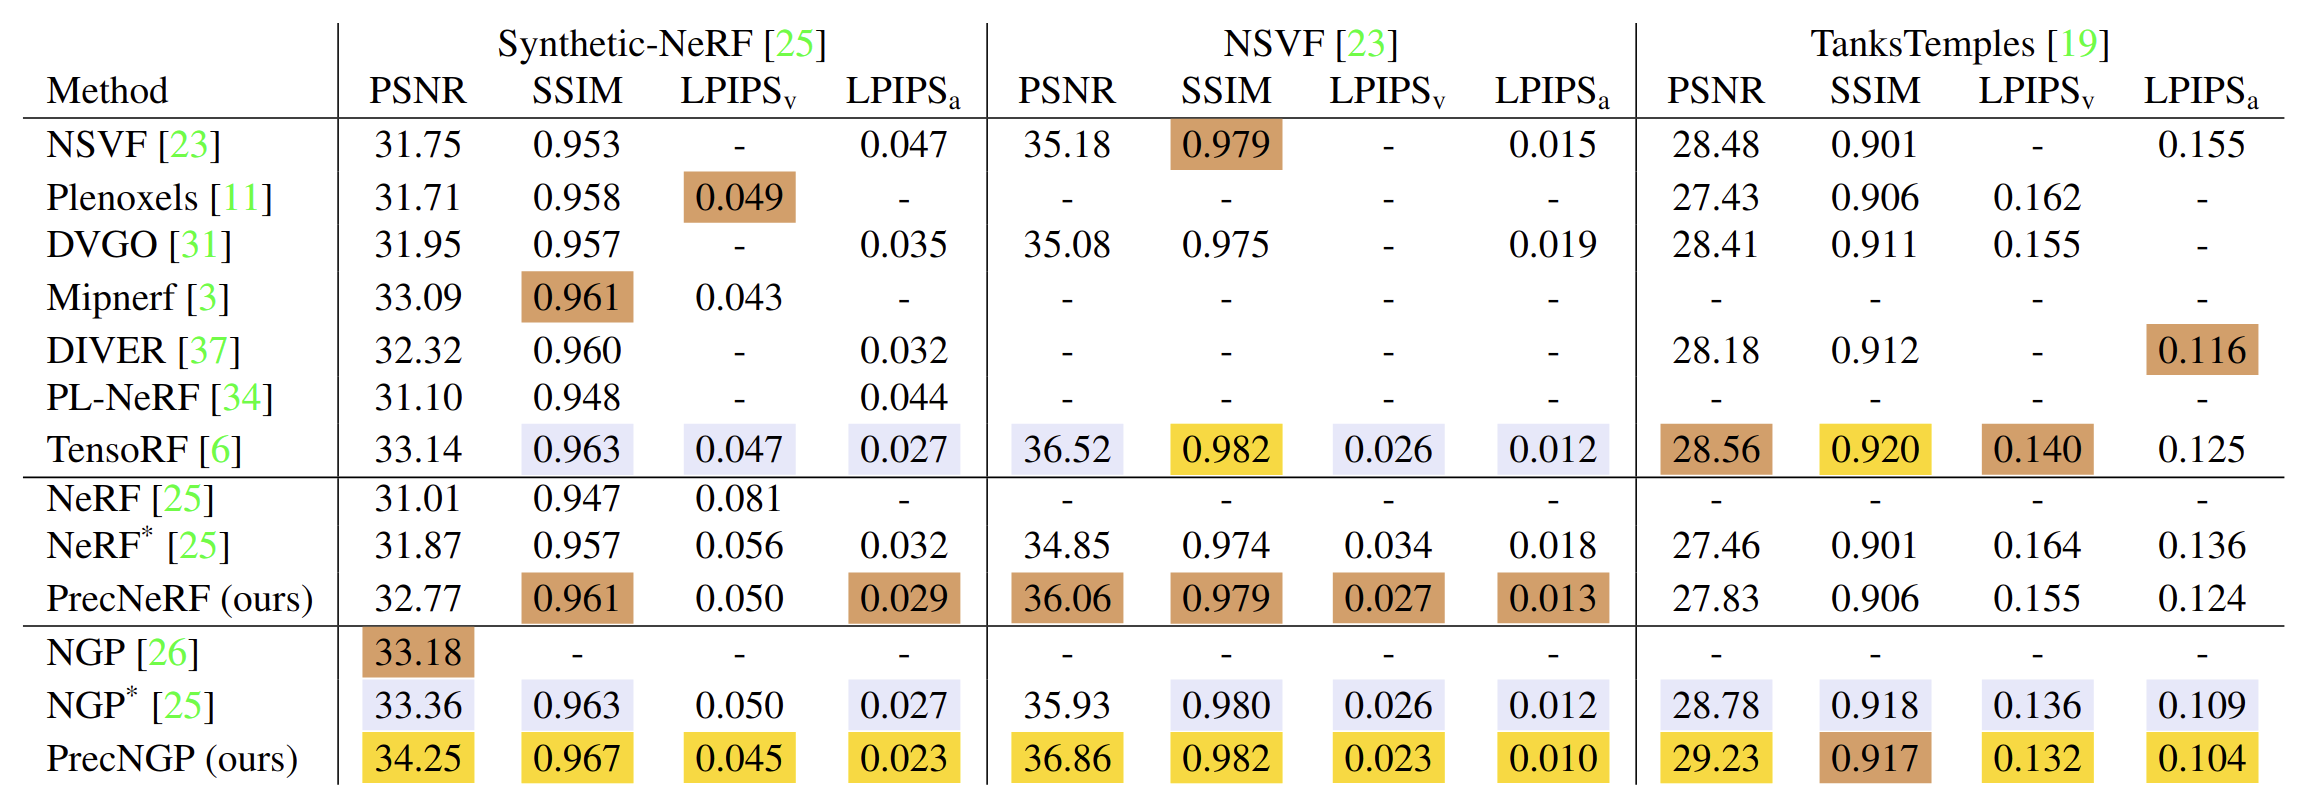 Synthetic-NeRF [25] NSVF [23] TanksTemples [19]
Method PSNR SSIM LPIPSv LPIPSa PSNR SSIM LPIPSv LPIPSa PSNR SSIM LPIPSv LPIPSa
NSVF [23] 31.75 0.953 - 0.047 35.18 0.979 - 0.015 28.48 0.901 - 0.155
Plenoxels [11] 31.71 0.958 0.049 - - - - - 27.43 0.906 0.162 -
DVGO [31] 31.95 0.957 - 0.035 35.08 0.975 - 0.019 28.41 0.911 0.155 -
Mipnerf [3] 33.09 0.961 0.043 - - - - - - - - -
DIVER [37] 32.32 0.960 - 0.032 - - - - 28.18 0.912 - 0.116
PL-NeRF [34] 31.10 0.948 - 0.044 - - - - - - - -
TensoRF [6] 33.14 0.963 0.047 0.027 36.52 0.982 0.026 0.012 28.56 0.920 0.140 0.125
NeRF [25] 31.01 0.947 0.081 - - - - - - - - -
NeRF* [25] 31.87 0.957 0.056 0.032 34.85 0.974 0.034 0.018 27.46 0.901 0.164 0.136
PrecNeRF (ours) 32.77 0.961 0.050 0.029 36.06 0.979 0.027 0.013 27.83 0.906 0.155 0.124
NGP [26] 33.18 - - - - - - - - - - -
NGP* [25] 33.36 0.963 0.050 0.027 35.93 0.980 0.026 0.012 28.78 0.918 0.136 0.109
PrecNGP (ours) 34.25 0.967 0.045 0.023 36.86 0.982 0.023 0.010 29.23 0.917 0.132 0.104